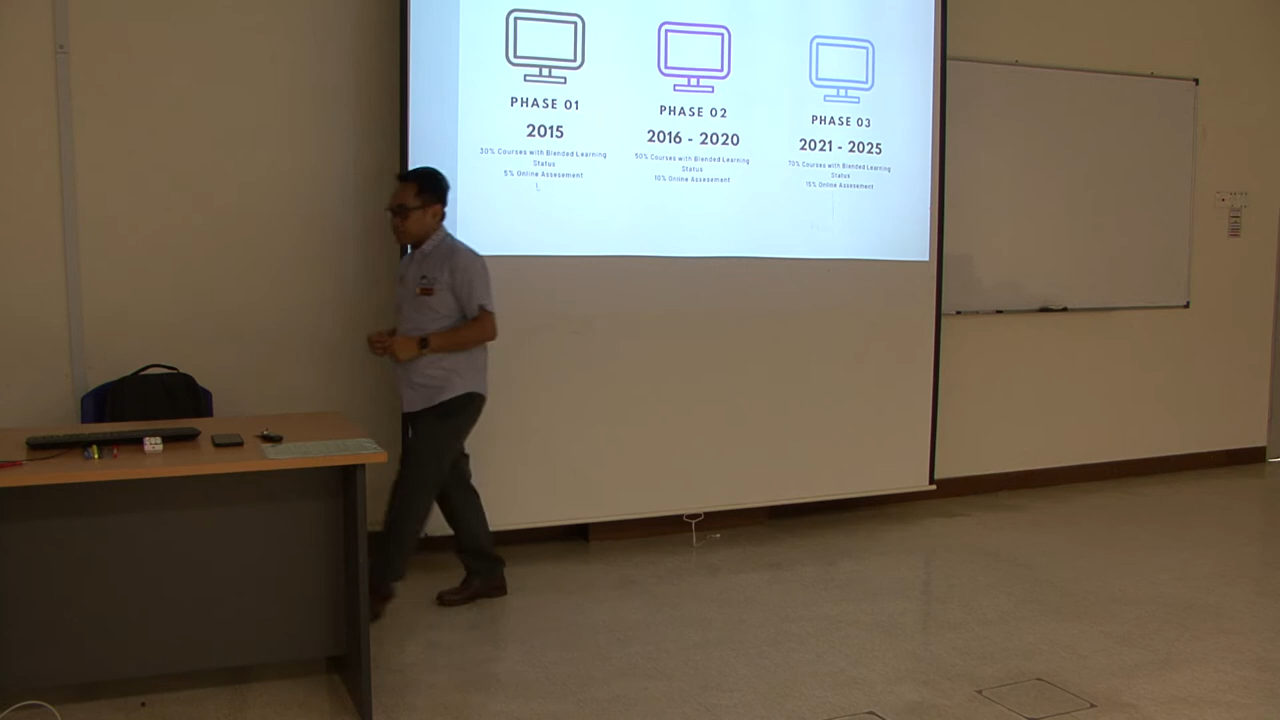 PHASE 01
2015
30% Courses with Blended Learning
Status
5% Online Assesement
PHASE 02
2016 - 2020
50% Courses with Blended Learning
Status
10% Online Assesement
PHASE 03
2021 - 2025
70% Courses with Blended Learning
Status
15% Online Assesement